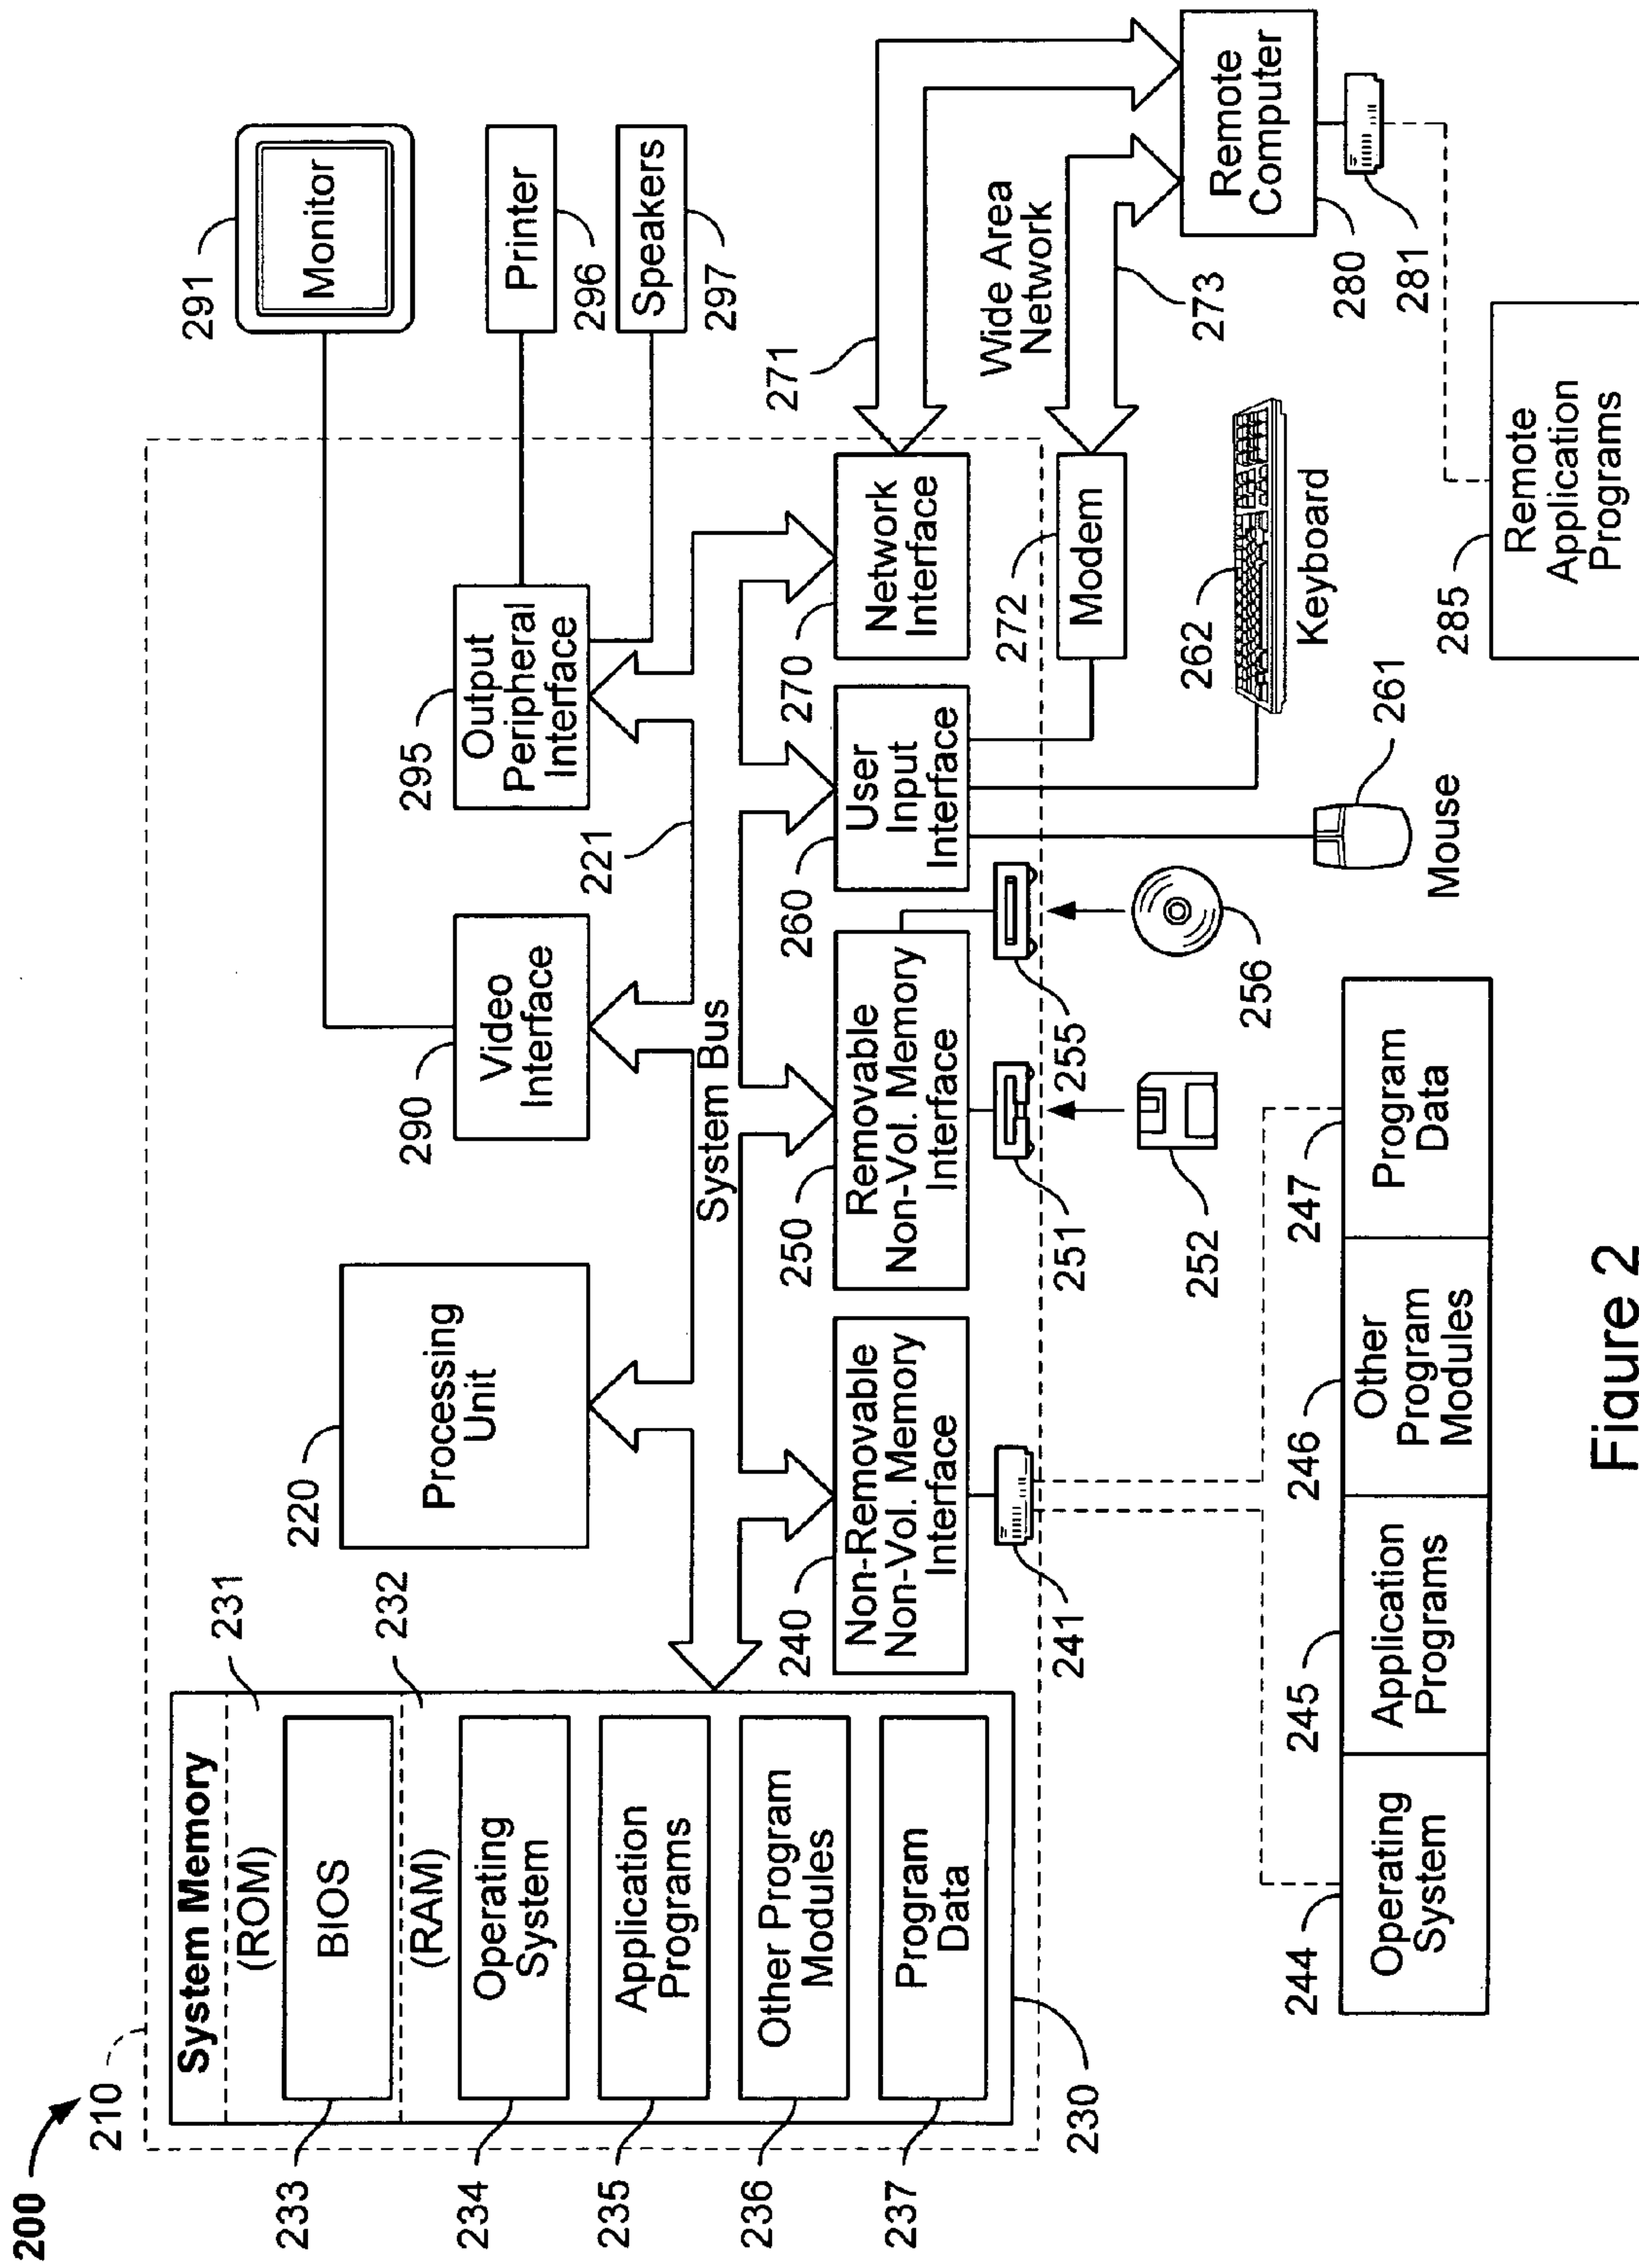 200
210
System Memory
(ROM)
231
233
BIOS
(RAM)
232
234
Operating
System
235
Application
Programs
236
Other Program
Modules
237
Program
Data
230
220
Processing
Unit
290
Video
Interface
295
Output
Peripheral
Interface
291
Monitor
Printer
296
Speakers
297
System Bus
221
240
Non-Removable
Non-Vol. Memory
Interface
241
250
Removable
Non-Vol. Memory
Interface
251
255
252
256
260
User
Input
Interface
270
Network
Interface
271
272
Modem
Wide Area
Network
273
Remote
Computer
280
281
262
Keyboard
261
Mouse
285
Remote
Application
Programs
244
Operating
System
245
Application
Programs
246
Other
Program
Modules
247
Program
Data
Figure 2